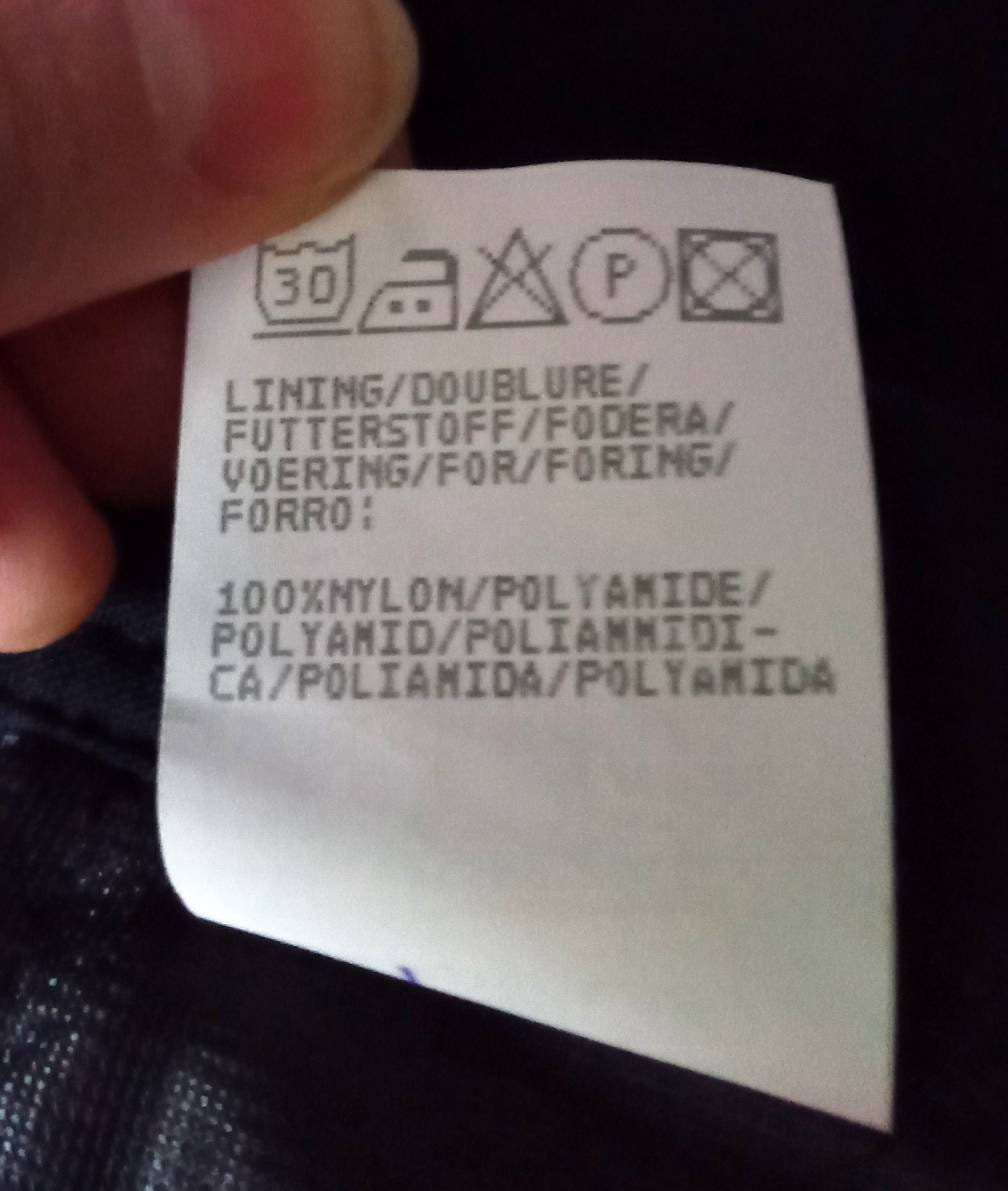 30 P
LINING/DOUBLURE/
FUTTERSTOFF/FODERA/
VOERING/FOR/FORING/
FORRO:
100%NYLON/POLYAMIDE/
POLYAMID/POLIAMMIDI-
CA/POLIAMIDA/POLYAMIDA